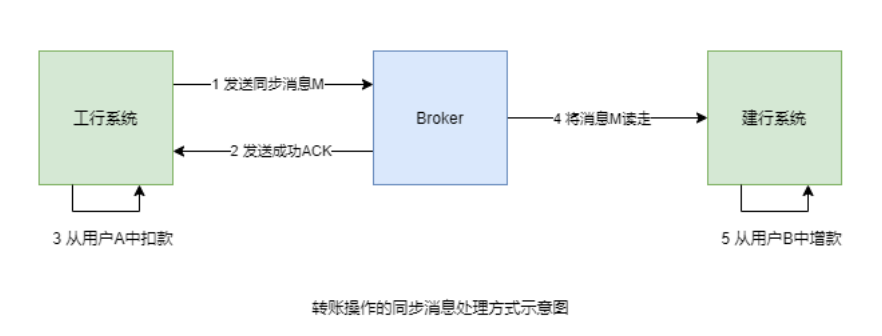 1 发送同步消息M
工行系统
Broker
4 将消息M读走
建行系统
2 发送成功ACK
3 从用户A中扣款
5 从用户B中增款
转账操作的同步消息处理方式示意图